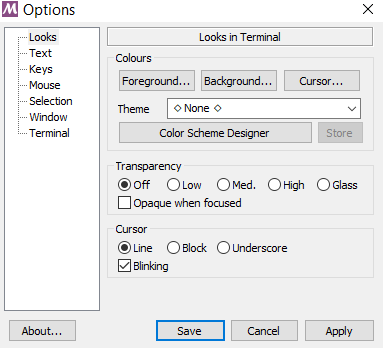 Options
Looks
Text
Keys
Mouse
Selection
Window
Terminal
Looks in Terminal
Colours
Foreground... Background... Cursor...
Theme ◇ None ◇
Color Scheme Designer Store
Transparency
Off Low Med. High Glass
Opaque when focused
Cursor
Line Block Underscore
Blinking
About... Save Cancel Apply